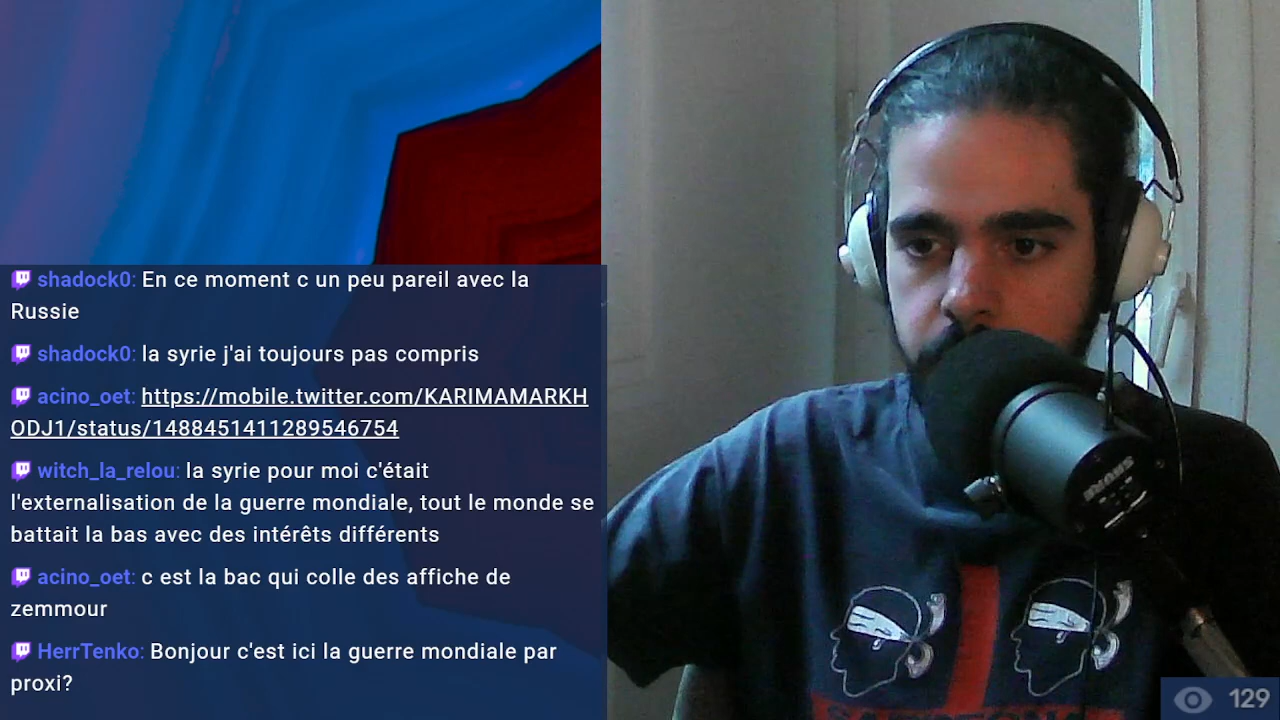 shadock0: En ce moment c un peu pareil avec la
Russie
shadock0: la syrie j'ai toujours pas compris
acino_oet: https://mobile.twitter.com/KARIMAMARKH
ODJ1/status/1488451411289546754
witch_la_relou: la syrie pour moi c'était
l'externalisation de la guerre mondiale, tout le monde se
battait la bas avec des intérêts différents
acino_oet: c est la bac qui colle des affiche de
zemmour
HerrTenko: Bonjour c'est ici la guerre mondiale par
proxi?
129